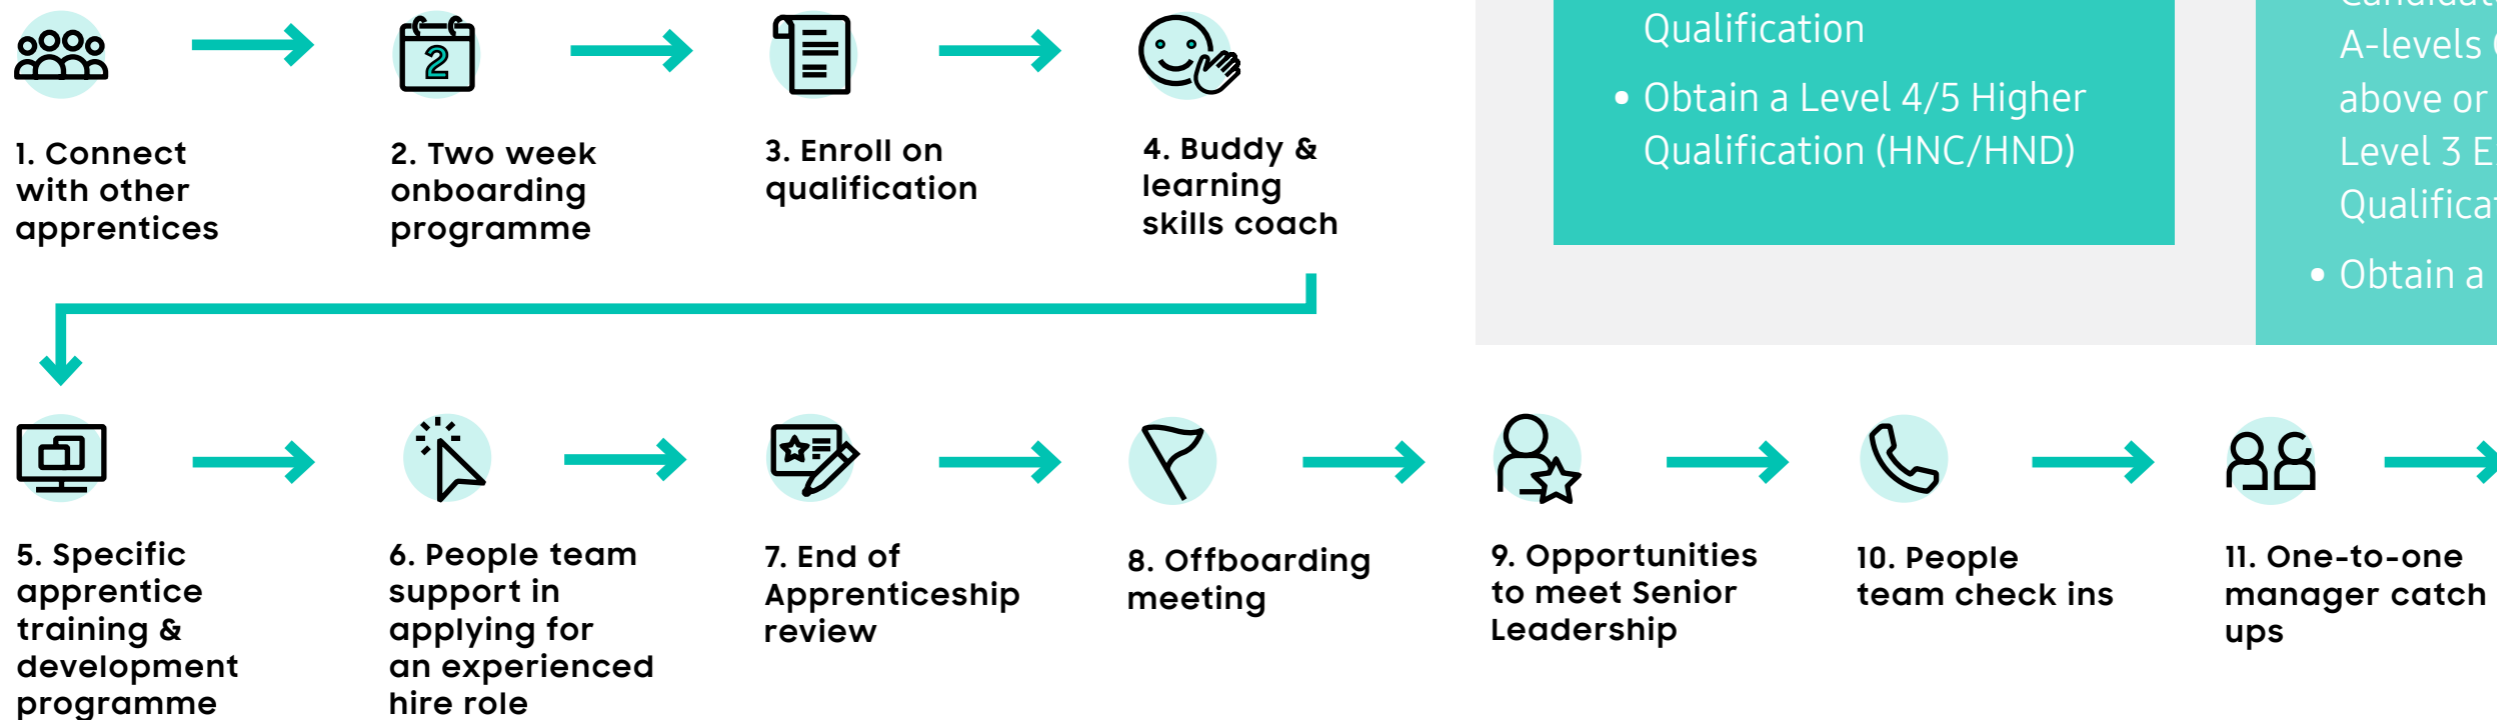 1. Connect
with other
apprentices
2. Two week
onboarding
programme
3. Enroll on
qualification
4. Buddy &
learning
skills coach
Qualification
• Obtain a Level 4/5 Higher
Qualification (HNC/HND)
A-levels
above or
Level 3 E
Qualificat
• Obtain a
5. Specific
apprentice
training &
development
programme
6. People team
support in
applying for
an experienced
hire role
7. End of
Apprenticeship
review
8. Offboarding
meeting
9. Opportunities
to meet Senior
Leadership
10. People
team check ins
11. One-to-one
manager catch
ups
2